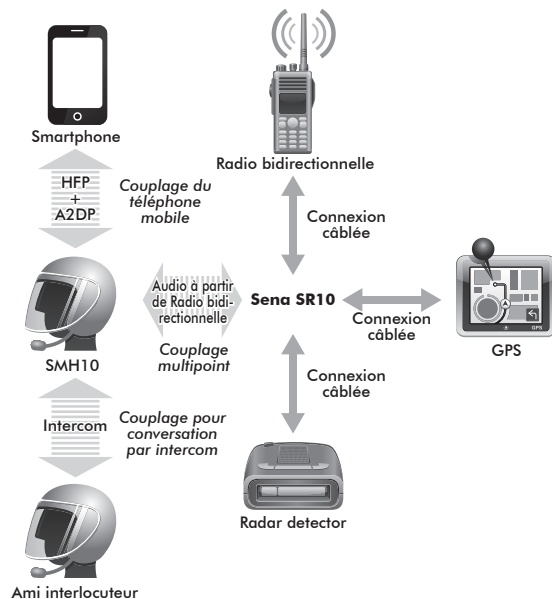 Smartphone
Radio bidirectionnelle
HFP
+
A2DP
Couplage du
téléphone
mobile
Connexion
câblée
Audio à partir
de Radio bidi-
rectionnelle
Sena SR10
Connexion
câblée
GPS
GPS
SMH10
Couplage
multipoint
Connexion
câblée
Intercom
Couplage pour
conversation
par intercom
Radar detector
Ami interlocuteur